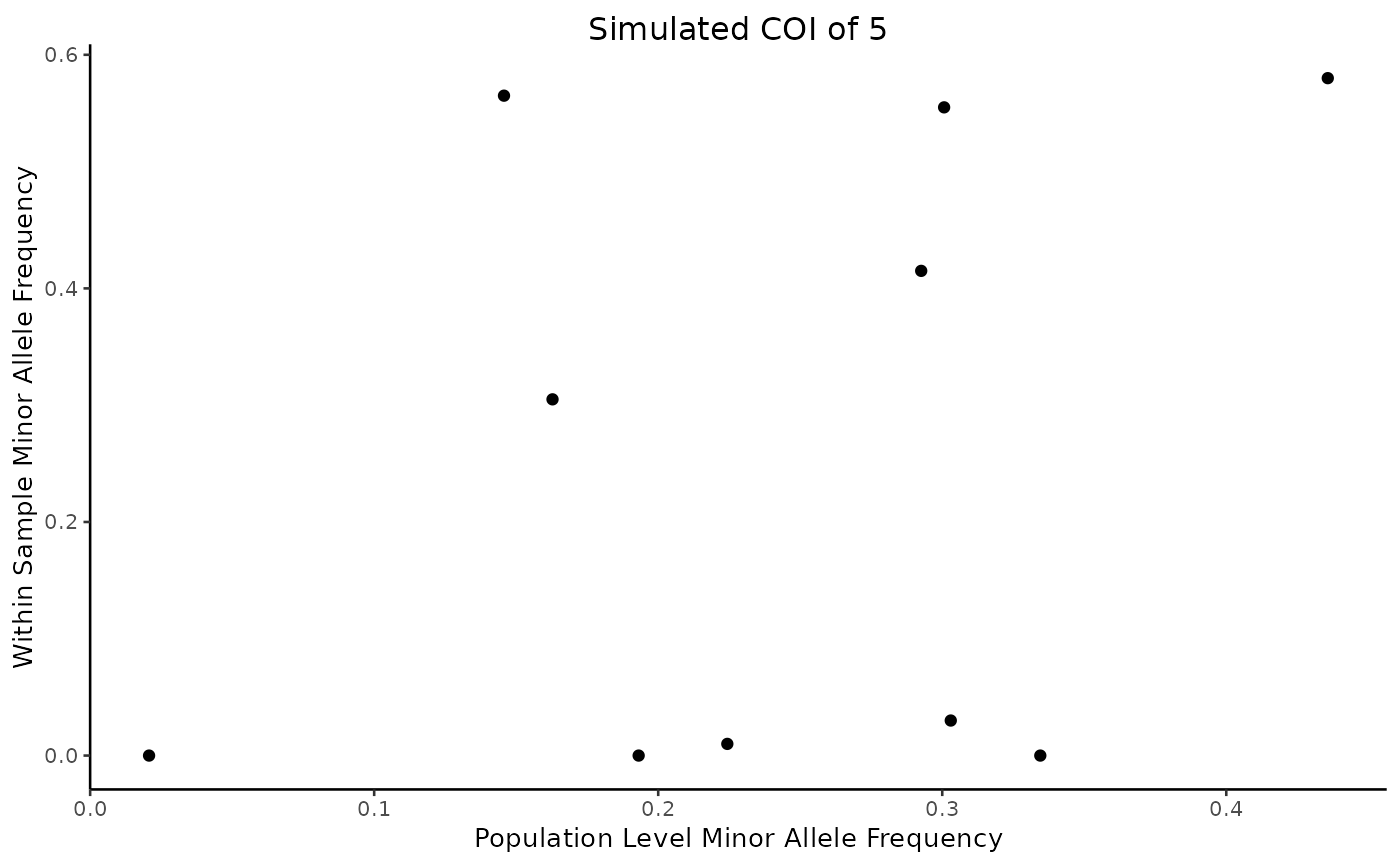 Simulated COI of 5
Within Sample Minor Allele Frequency
0.6
0.4
0.2
0.0
0.0 0.1 0.2 0.3 0.4
Population Level Minor Allele Frequency